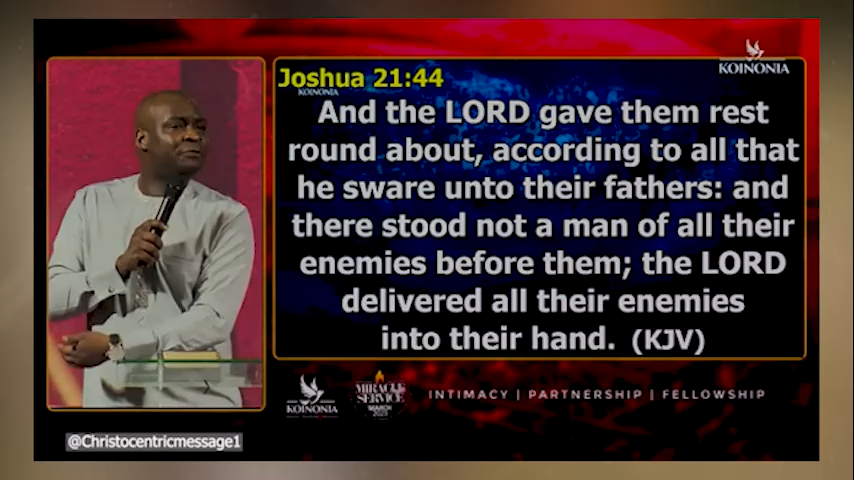 KOINONIA
Joshua 21:44
KOINONIA
And the LORD gave them rest
round about, according to all that
he sware unto their fathers: and
there stood not a man of all their
enemies before them; the LORD
delivered all their enemies
into their hand. (KJV)
KOINONIA
MIRACLE
SERVICE
MARCH
INTIMACY | PARTNERSHIP | FELLOWSHIP
@Christocentricmessage1